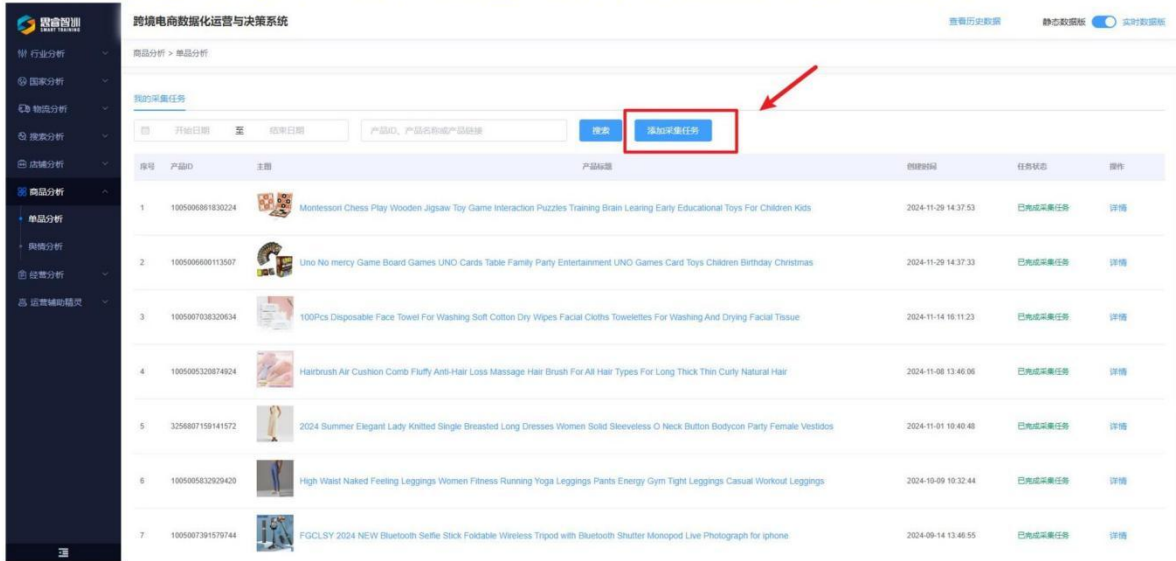 思睿智训
SMART TRAINING
跨境电商数据化运营与决策系统
查看历史数据
静态数据版
实时数据版
行业分析
国家分析
物流分析
搜索分析
店铺分析
商品分析
单品分析
舆情分析
经营分析
运营辅助精灵
商品分析 > 单品分析
我的采集任务
开始日期 至 结束日期 产品ID、产品名称或产品链接 搜索 添加采集任务
序号 产品ID 主图 产品标题 创建时间 任务状态 操作
1 1005006861830224 Montessori Chess Play Wooden Jigsaw Toy Game Interaction Puzzles Training Brain Learing Early Educational Toys For Children Kids 2024-11-29 14:37:53 已完成采集任务 详情
2 1005006600113507 Uno No mercy Game Board Games UNO Cards Table Family Party Entertainment UNO Games Card Toys Children Birthday Christmas 2024-11-29 14:37:33 已完成采集任务 详情
3 1005007038320634 100Pcs Disposable Face Towel For Washing Soft Cotton Dry Wipes Facial Cloths Towelettes For Washing And Drying Facial Tissue 2024-11-14 16:11:23 已完成采集任务 详情
4 1005005320874924 Hairbrush Air Cushion Comb Fluffy Anti-Hair Loss Massage Hair Brush For All Hair Types For Long Thick Thin Curly Natural Hair 2024-11-08 13:46:06 已完成采集任务 详情
5 3256807159141572 2024 Summer Elegant Lady Knitted Single Breasted Long Dresses Women Solid Sleeveless O Neck Button Bodycon Party Female Vestidos 2024-11-01 10:40:48 已完成采集任务 详情
6 1005005832929420 High Waist Naked Feeling Leggings Women Fitness Running Yoga Leggings Pants Energy Gym Tight Leggings Casual Workout Leggings 2024-10-09 10:32:44 已完成采集任务 详情
7 1005007391579744 FGCLSY 2024 NEW Bluetooth Selfie Stick Foldable Wireless Tripod with Bluetooth Shutter Monopod Live Photograph for iphone 2024-09-14 13:46:55 已完成采集任务 详情